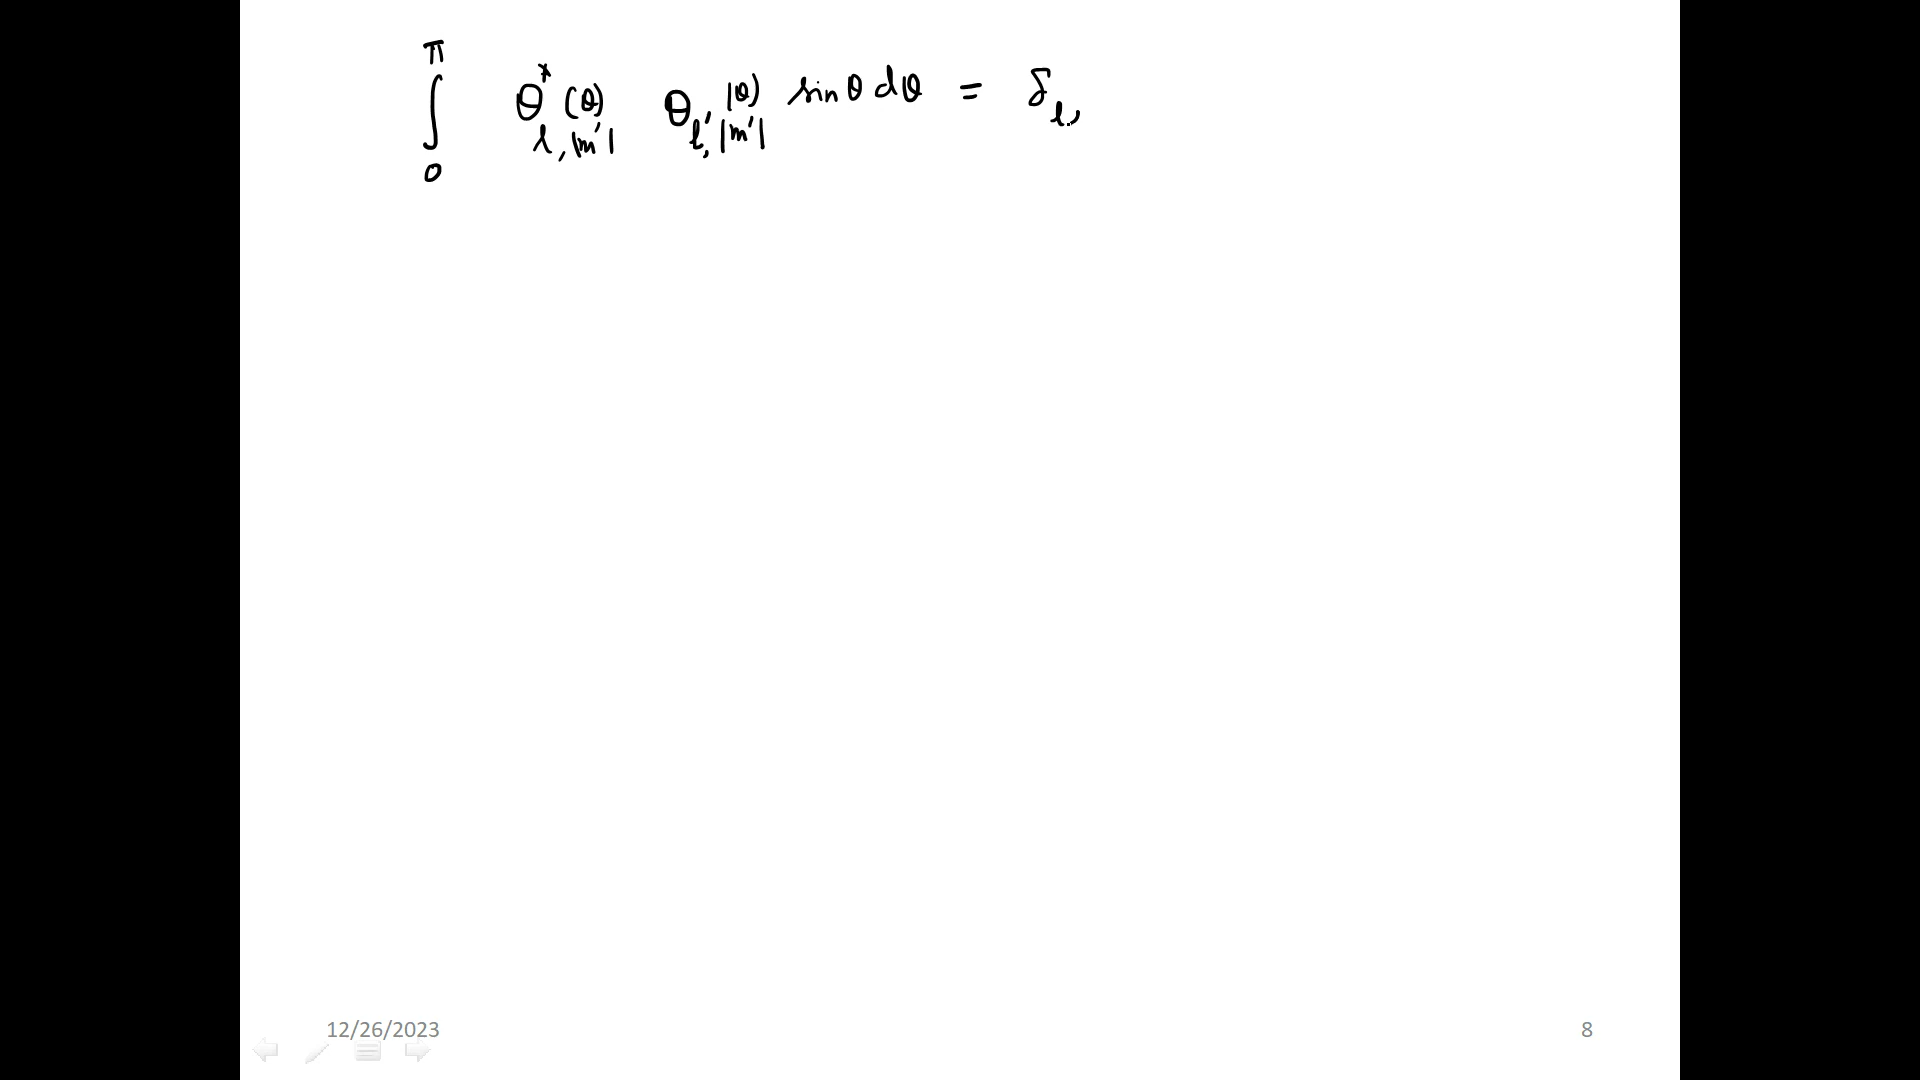 ∫₀^π Θ*_{l,|m'|}(θ) Θ_{l',|m'|}(θ) sinθ dθ = δ_{l,
12/26/2023
8